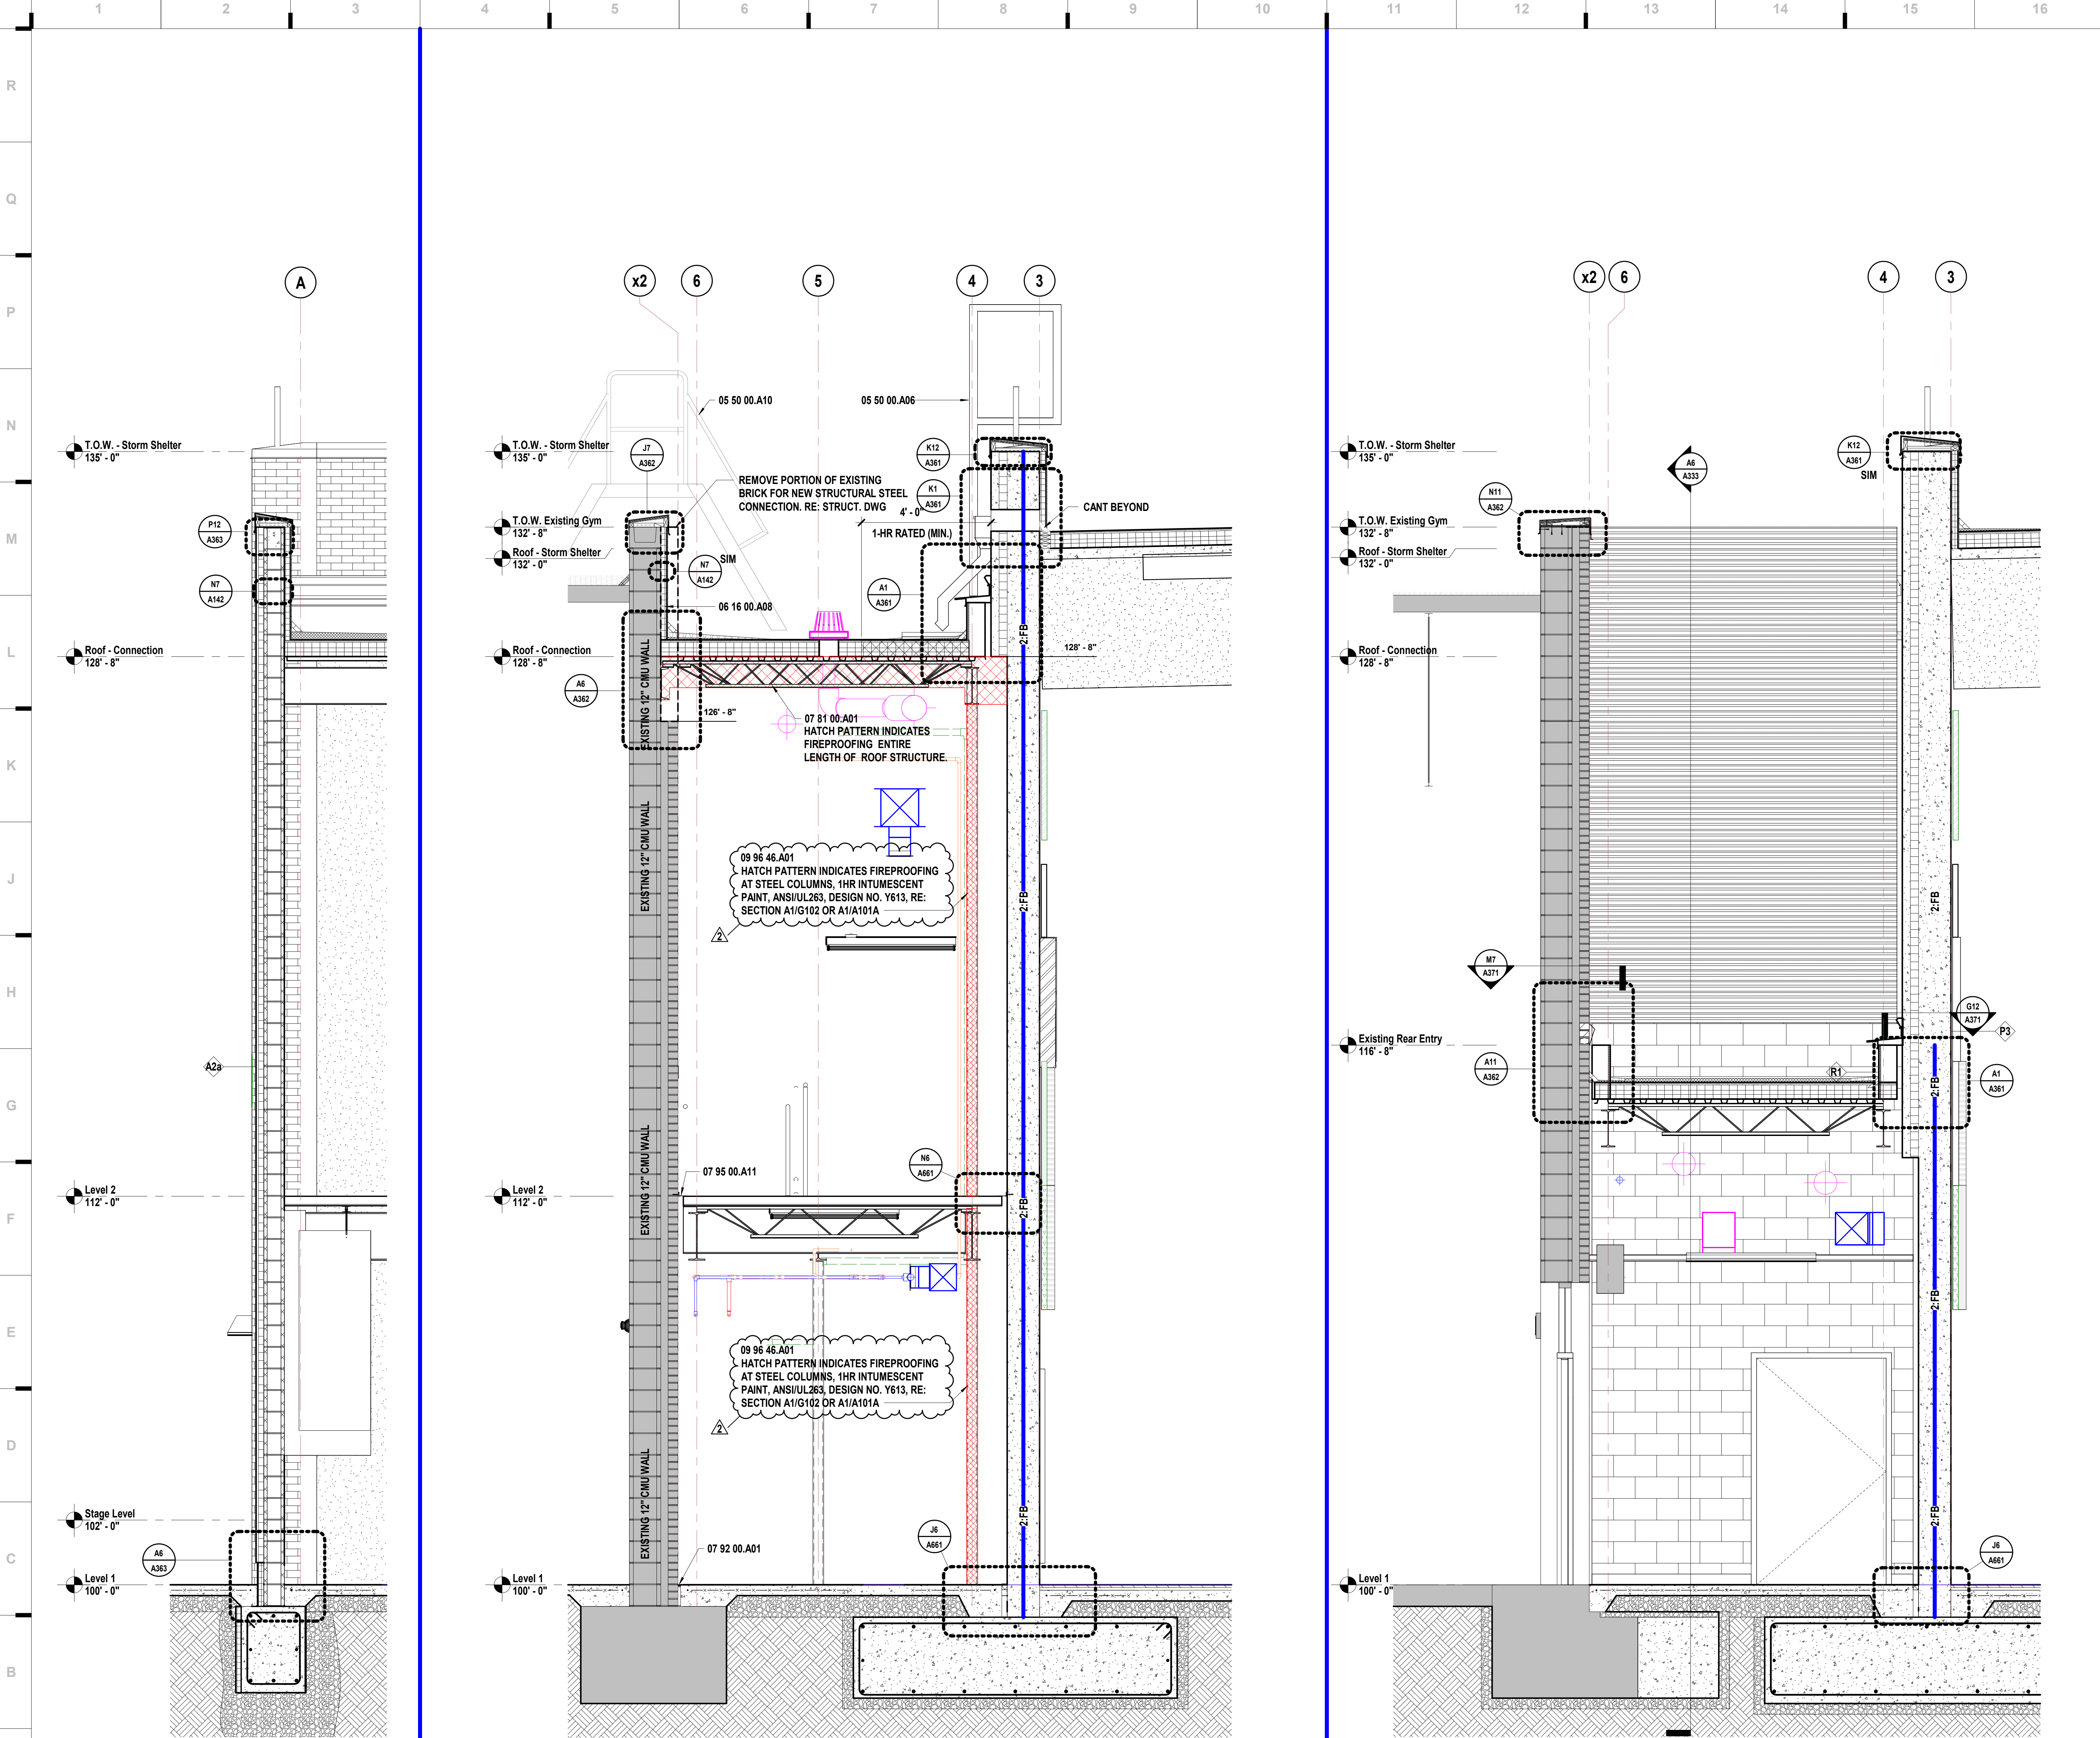 1 2 3 4 5 6 7 8 9 10 11 12 13 14 15 16
R
Q
P
N
M
L
K
J
H
G
F
E
D
C
B
A
T.O.W. - Storm Shelter
135' - 0"
P12
A363
N7
A142
Roof - Connection
128' - 8"
A2a
Level 2
112' - 0"
Stage Level
102' - 0"
A6
A363
Level 1
100' - 0"
x2 6 5 4 3
05 50 00.A10
05 50 00.A06
T.O.W. - Storm Shelter
135' - 0"
J7
A362
K12
A361
REMOVE PORTION OF EXISTING
BRICK FOR NEW STRUCTURAL STEEL
CONNECTION. RE: STRUCT. DWG
K1
A361
4' - 0"
CANT BEYOND
T.O.W. Existing Gym
132' - 8"
1-HR RATED (MIN.)
Roof - Storm Shelter
132' - 0"
SIM
N7
A142
A1
A361
06 16 00.A08
Roof - Connection
128' - 8"
128' - 8"
A6
A362
126' - 8"
07 81 00.A01
HATCH PATTERN INDICATES
FIREPROOFING ENTIRE
LENGTH OF ROOF STRUCTURE.
EXISTING 12" CMU WALL
EXISTING 12" CMU WALL
EXISTING 12" CMU WALL
EXISTING 12" CMU WALL
2:FB
2:FB
2:FB
2:FB
09 96 46.A01
HATCH PATTERN INDICATES FIREPROOFING
AT STEEL COLUMNS, 1HR INTUMESCENT
PAINT, ANSI/UL263, DESIGN NO. Y613, RE:
SECTION A1/G102 OR A1/A101A
2
N6
A661
07 95 00.A11
Level 2
112' - 0"
09 96 46.A01
HATCH PATTERN INDICATES FIREPROOFING
AT STEEL COLUMNS, 1HR INTUMESCENT
PAINT, ANSI/UL263, DESIGN NO. Y613, RE:
SECTION A1/G102 OR A1/A101A
2
J6
A661
07 92 00.A01
Level 1
100' - 0"
x2 6 4 3
T.O.W. - Storm Shelter
135' - 0"
A6
A333
K12
A361
SIM
N11
A362
T.O.W. Existing Gym
132' - 8"
Roof - Storm Shelter
132' - 0"
Roof - Connection
128' - 8"
2:FB
M7
A371
G12
A371
P3
Existing Rear Entry
116' - 8"
A11
A362
R1
A1
A361
2:FB
2:FB
2:FB
J6
A661
Level 1
100' - 0"